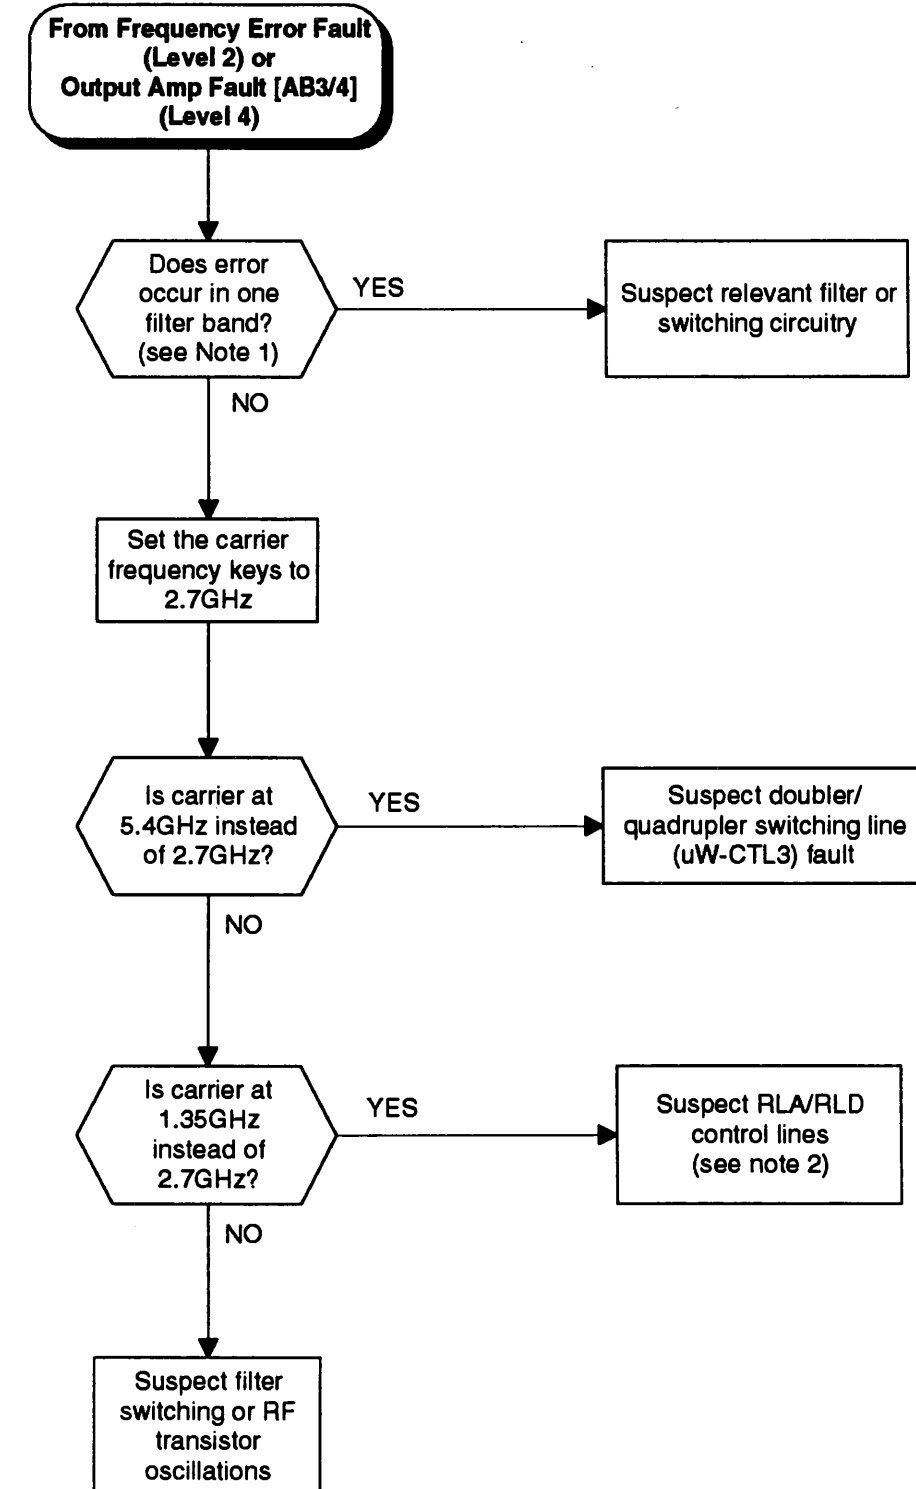 From Frequency Error Fault
(Level 2) or
Output Amp Fault [AB3/4]
(Level 4)
Does error
occur in one
filter band?
(see Note 1)
YES
Suspect relevant filter or
switching circuitry
NO
Set the carrier
frequency keys to
2.7GHz
Is carrier at
5.4GHz instead
of 2.7GHz?
YES
Suspect doubler/
quadrupler switching line
(uW-CTL3) fault
NO
Is carrier at
1.35GHz
instead of
2.7GHz?
YES
Suspect RLA/RLD
control lines
(see note 2)
NO
Suspect filter
switching or RF
transistor
oscillations